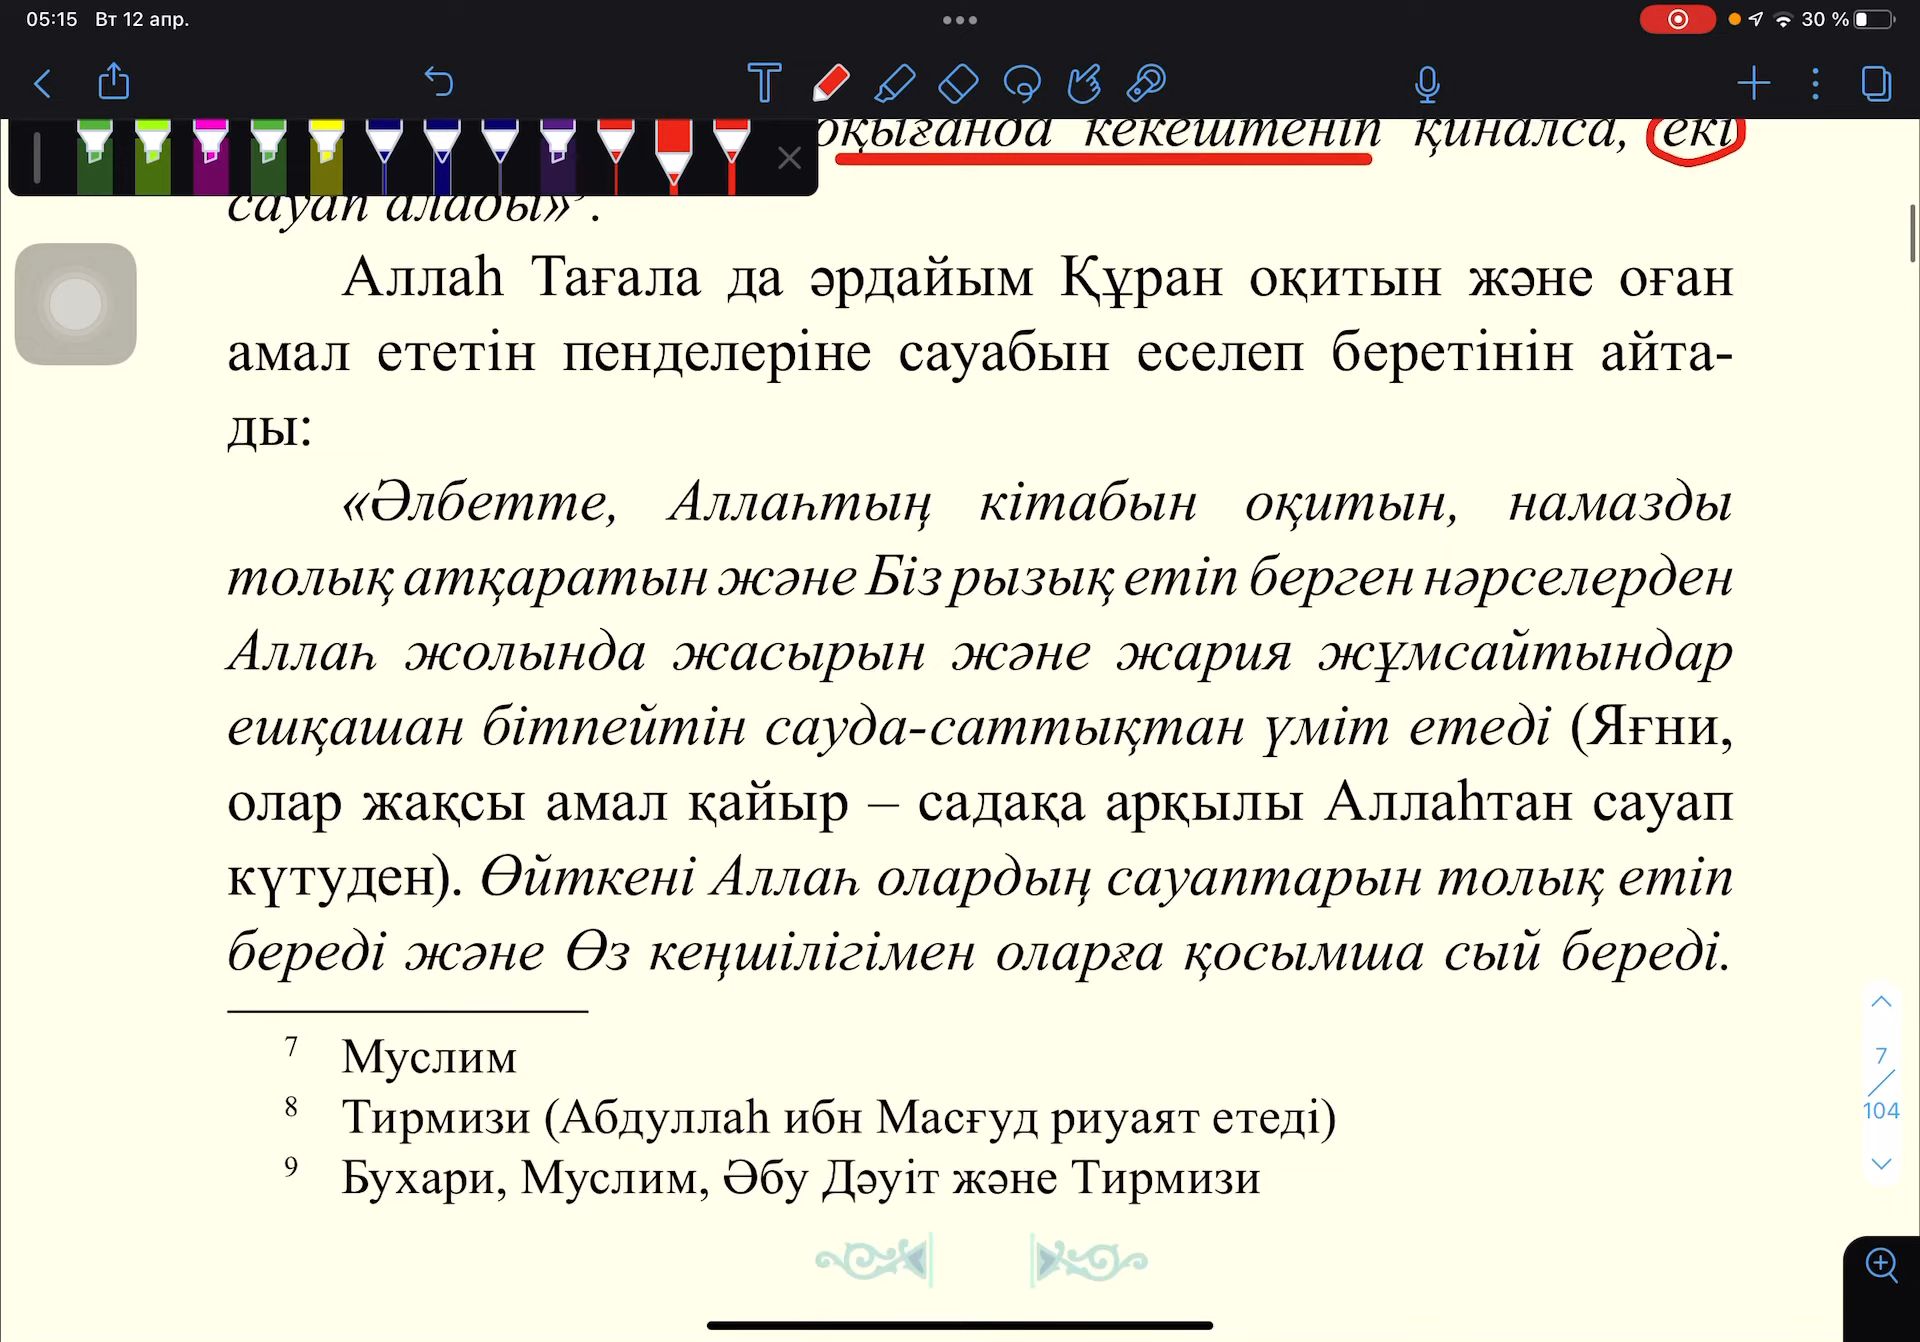 05:15 Вт 12 апр.
30 %
оқығанда кекештеніп қиналса, екі
сауап алады»⁹.
Аллаһ Тағала да әрдайым Құран оқитын және оған
амал ететін пенделеріне сауабын еселеп беретінін айта-
ды:
«Әлбетте, Аллаһтың кітабын оқитын, намазды
толық атқаратын және Біз рызық етіп берген нәрселерден
Аллаһ жолында жасырын және жария жұмсайтындар
ешқашан бітпейтін сауда-саттықтан үміт етеді (Яғни,
олар жақсы амал қайыр – садақа арқылы Аллаһтан сауап
күтуден). Өйткені Аллаһ олардың сауаптарын толық етіп
береді және Өз кеңшілігімен оларға қосымша сый береді.
7 Муслим
8 Тирмизи (Абдуллаһ ибн Масғуд риуаят етеді)
9 Бухари, Муслим, Әбу Дәуіт және Тирмизи
7
104